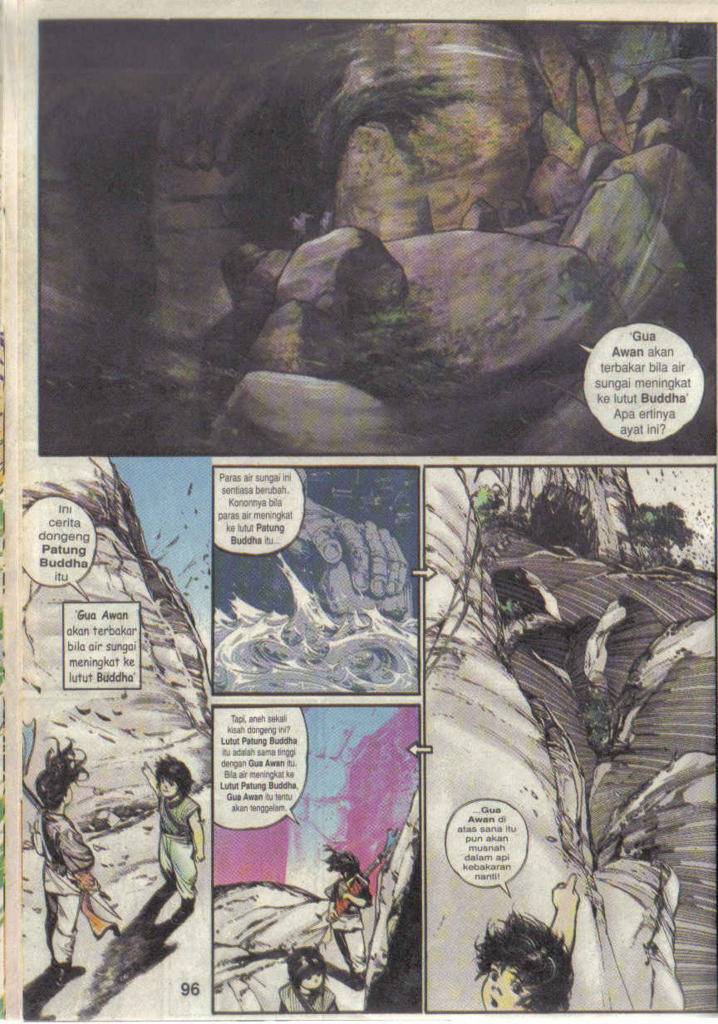 'Gua
Awan akan
terbakar bila air
sungai meningkat
ke lutut Buddha'
Apa ertinya
ayat ini?
Ini
cerita
dongeng
Patung
Buddha
itu
'Gua Awan
akan terbakar
bila air sungai
meningkat ke
lutut Buddha'
Paras air sungai ini
sentiasa berubah.
Kononnya bila
paras air meningkat
ke lutut Patung
Buddha itu...
...Gua
Awan di
atas sana itu
pun akan
musnah
dalam api
kebakaran
nanti!
Tapi, aneh sekali
kisah dongeng ini?
Lutut Patung Buddha
itu adalah sama tinggi
dengan Gua Awan itu.
Bila air meningkat ke
Lutut Patung Buddha,
Gua Awan itu tentu
akan tenggelam.
96